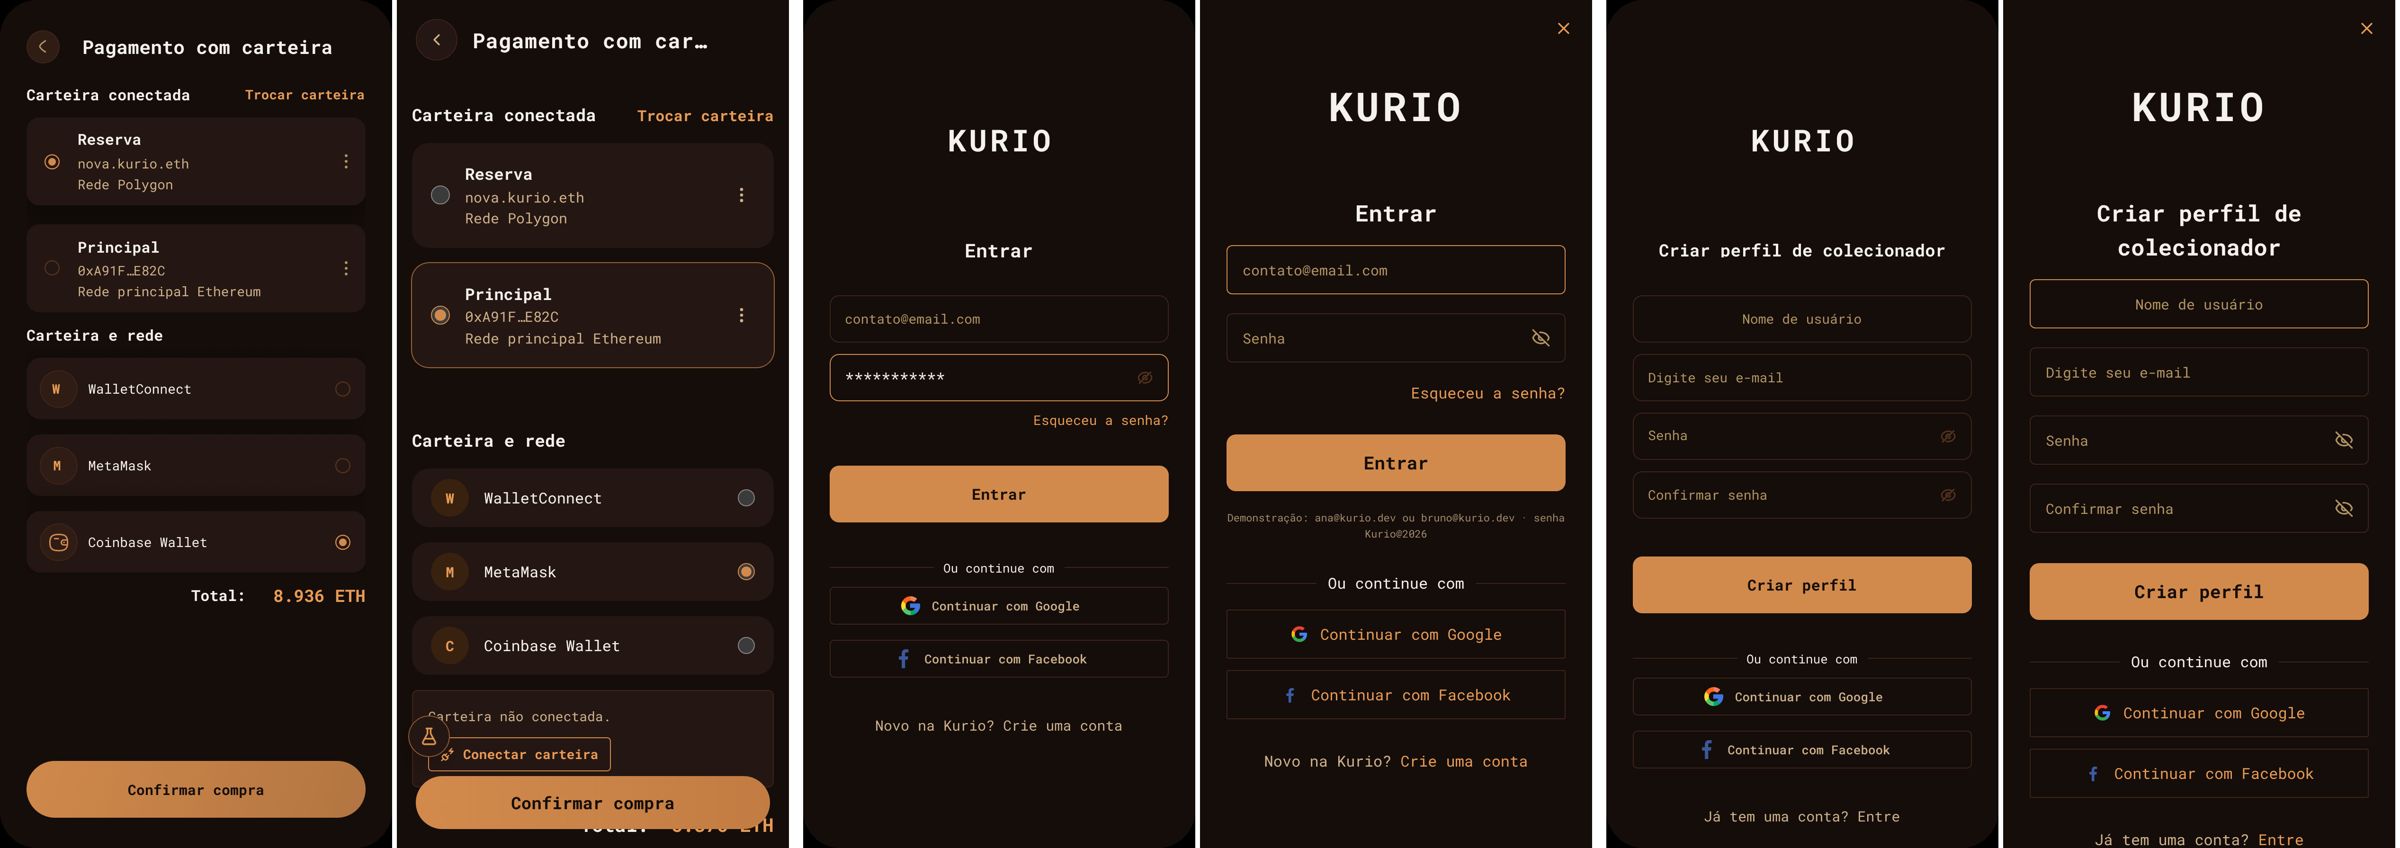 Pagamento com carteira
Carteira conectada
Trocar carteira
Reserva
nova.kurio.eth
Rede Polygon
Principal
0xA91F…E82C
Rede principal Ethereum
Carteira e rede
W
WalletConnect
M
MetaMask
Coinbase Wallet
Total: 8.936 ETH
Confirmar compra
Pagamento com car…
Carteira conectada
Trocar carteira
Reserva
nova.kurio.eth
Rede Polygon
Principal
0xA91F…E82C
Rede principal Ethereum
Carteira e rede
W
WalletConnect
M
MetaMask
C
Coinbase Wallet
Carteira não conectada.
Conectar carteira
Confirmar compra
Total: ETH
KURIO
Entrar
contato@email.com
***********
Esqueceu a senha?
Entrar
Ou continue com
Continuar com Google
Continuar com Facebook
Novo na Kurio? Crie uma conta
KURIO
Entrar
contato@email.com
Senha
Esqueceu a senha?
Entrar
Demonstração: ana@kurio.dev ou bruno@kurio.dev · senha
Kurio@2026
Ou continue com
Continuar com Google
Continuar com Facebook
Novo na Kurio? Crie uma conta
KURIO
Criar perfil de colecionador
Nome de usuário
Digite seu e-mail
Senha
Confirmar senha
Criar perfil
Ou continue com
Continuar com Google
Continuar com Facebook
Já tem uma conta? Entre
KURIO
Criar perfil de
colecionador
Nome de usuário
Digite seu e-mail
Senha
Confirmar senha
Criar perfil
Ou continue com
Continuar com Google
Continuar com Facebook
Já tem uma conta? Entre